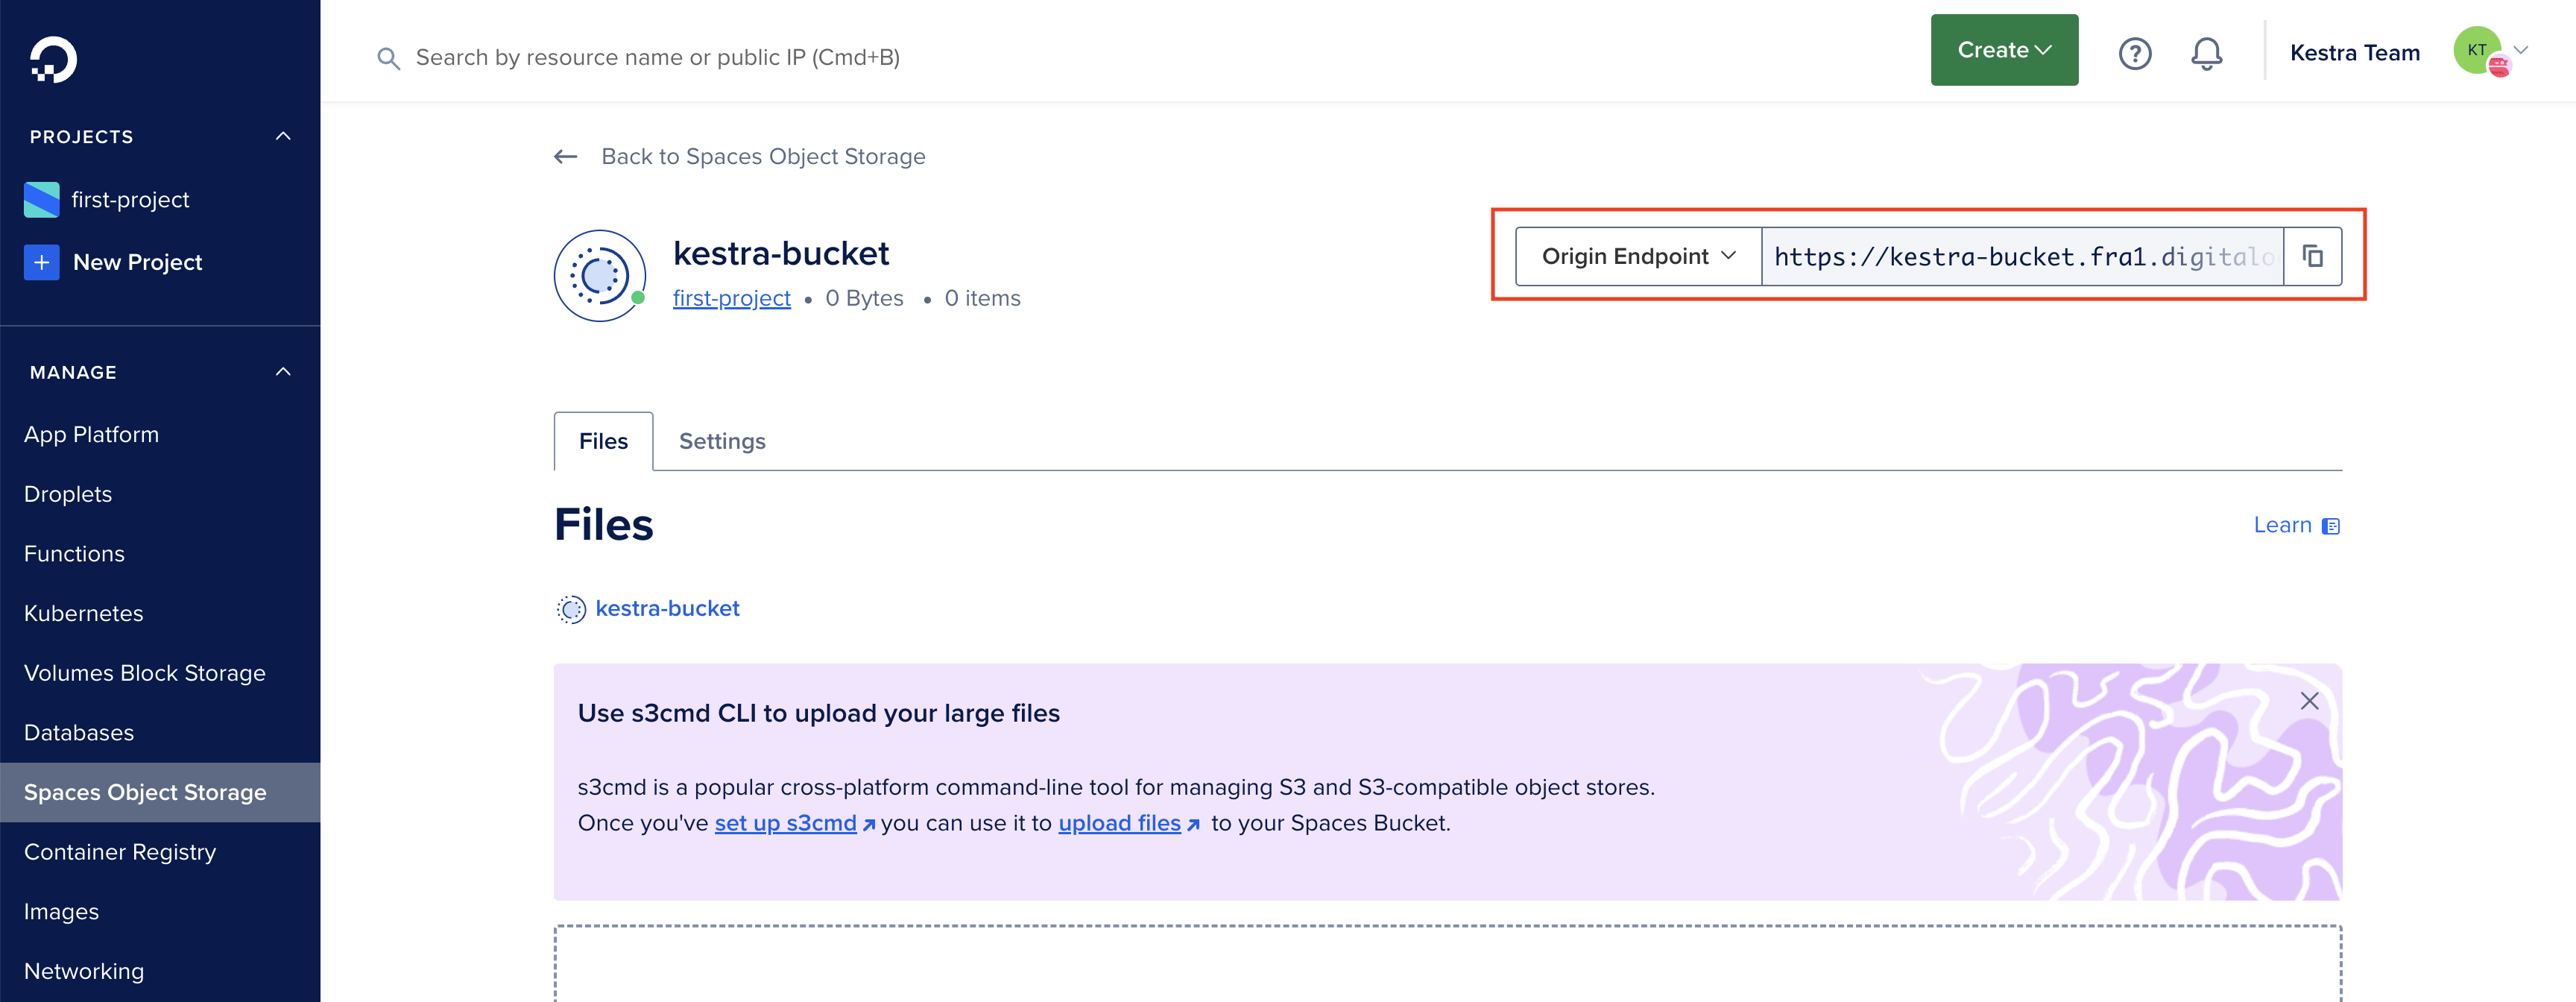 Search by resource name or public IP (Cmd+B)
Create
Kestra Team
KT
PROJECTS
first-project
New Project
MANAGE
App Platform
Droplets
Functions
Kubernetes
Volumes Block Storage
Databases
Spaces Object Storage
Container Registry
Images
Networking
Back to Spaces Object Storage
kestra-bucket
first-project • 0 Bytes • 0 items
Origin Endpoint
https://kestra-bucket.fra1.digitalo
Files
Settings
Files
Learn
kestra-bucket
Use s3cmd CLI to upload your large files
s3cmd is a popular cross-platform command-line tool for managing S3 and S3-compatible object stores.
Once you've set up s3cmd you can use it to upload files to your Spaces Bucket.